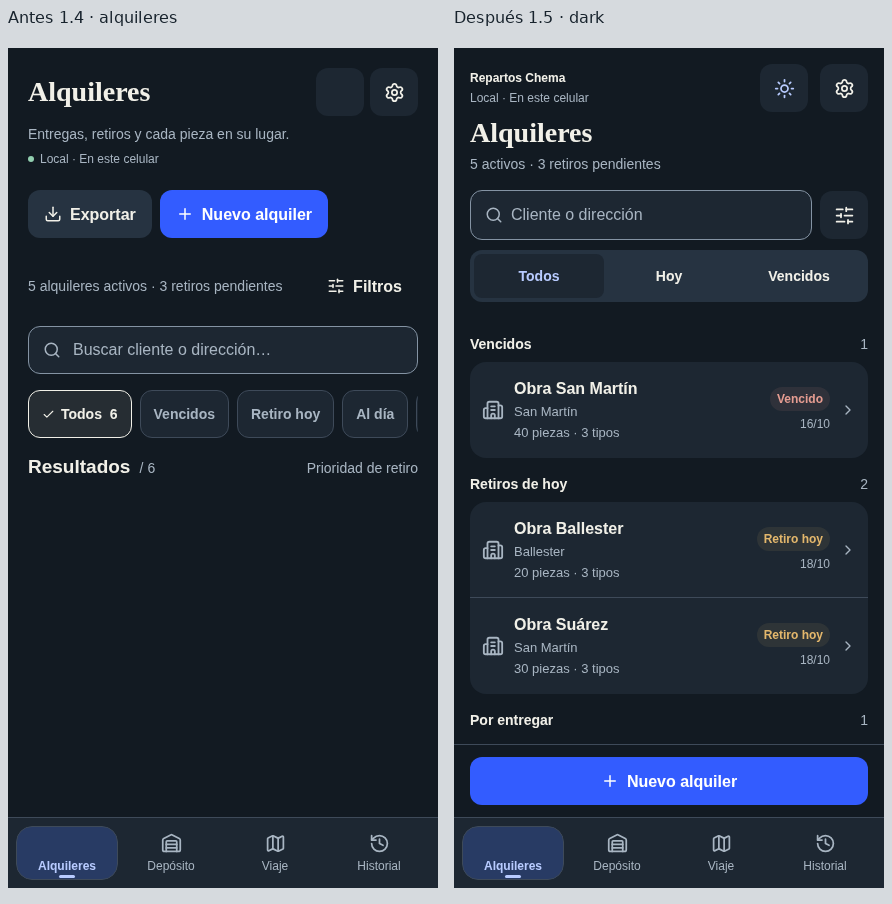 Antes 1.4 · alquileres
Alquileres
Entregas, retiros y cada pieza en su lugar.
Local · En este celular
Exportar
Nuevo alquiler
5 alquileres activos · 3 retiros pendientes
Filtros
Buscar cliente o dirección…
Todos 6
Vencidos
Retiro hoy
Al día
Resultados / 6
Prioridad de retiro
Alquileres
Depósito
Viaje
Historial
Después 1.5 · dark
Repartos Chema
Local · En este celular
Alquileres
5 activos · 3 retiros pendientes
Cliente o dirección
Todos
Hoy
Vencidos
Vencidos 1
Obra San Martín
San Martín
40 piezas · 3 tipos
Vencido
16/10
Retiros de hoy 2
Obra Ballester
Ballester
20 piezas · 3 tipos
Retiro hoy
18/10
Obra Suárez
San Martín
30 piezas · 3 tipos
Retiro hoy
18/10
Por entregar 1
Nuevo alquiler
Alquileres
Depósito
Viaje
Historial